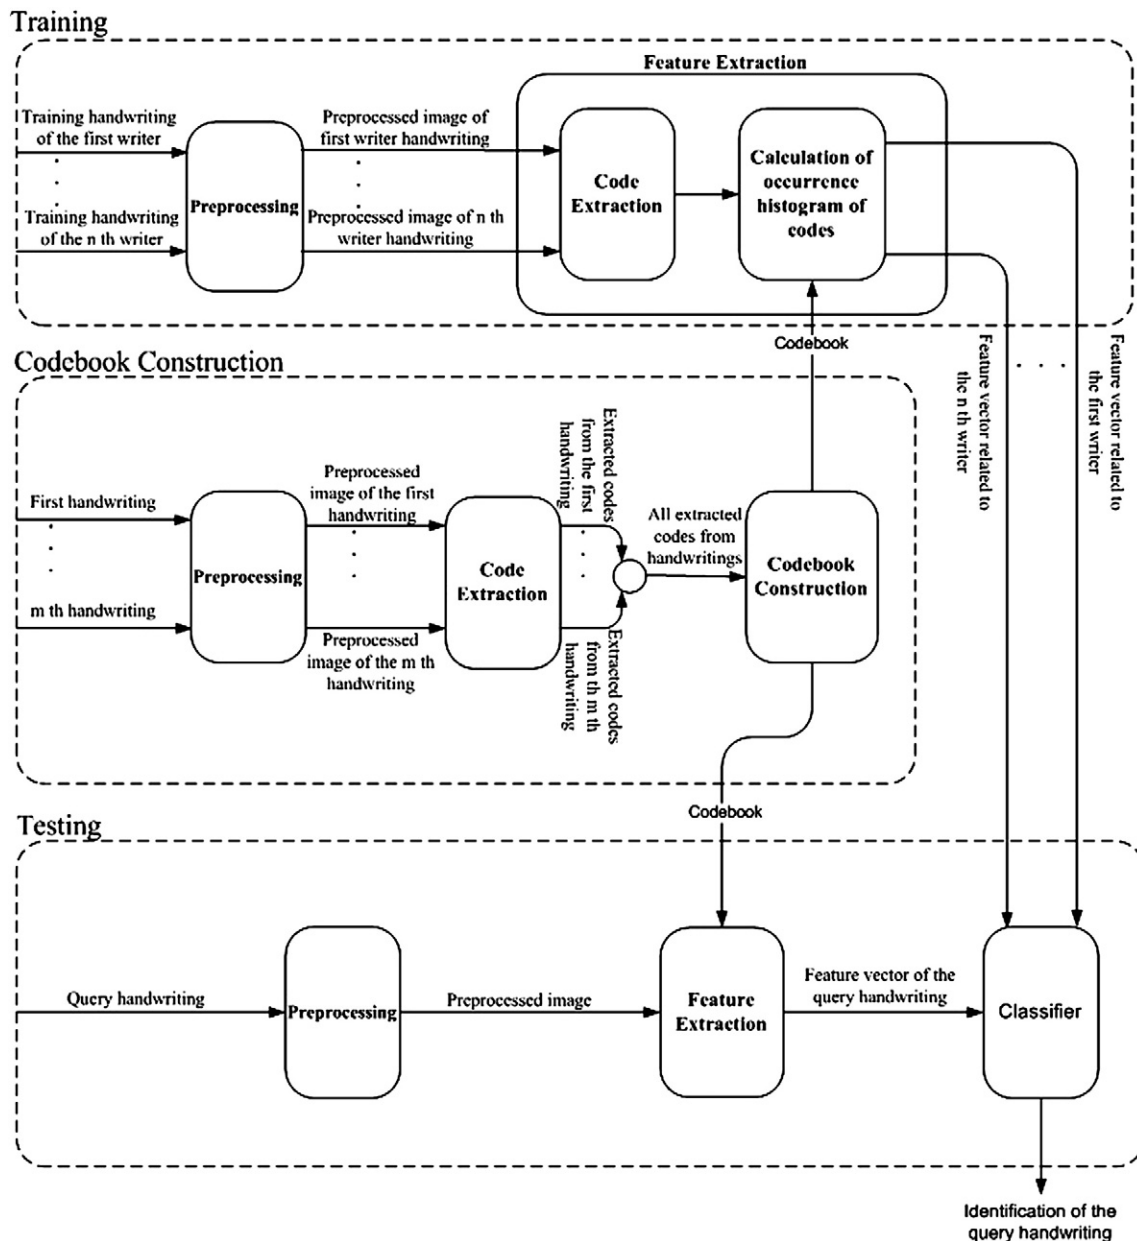 Training
Feature Extraction
Training handwriting
of the first writer
Preprocessed image of
first writer handwriting
Preprocessing
Code
Extraction
Calculation of
occurrence
histogram of
codes
Training handwriting
of the n th writer
Preprocessed image of n th
writer handwriting
Codebook
Feature vector related to
the n th writer
Feature vector related to
the first writer
Codebook Construction
First handwriting
Preprocessed
image of the first
handwriting
Extracted codes
from the first
handwriting
All extracted
codes from
handwritings
Preprocessing
Code
Extraction
Codebook
Construction
m th handwriting
Preprocessed
image of the m th
handwriting
Extracted codes
from th m th
handwriting
Codebook
Testing
Query handwriting
Preprocessing
Preprocessed image
Feature
Extraction
Feature vector of the
query handwriting
Classifier
Identification of the
query handwriting